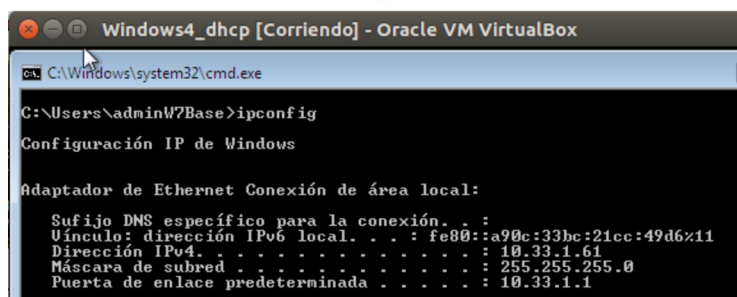 Windows4_dhcp [Corriendo] - Oracle VM VirtualBox
C:\Windows\system32\cmd.exe
C:\Users\adminW7Base>ipconfig
Configuración IP de Windows
Adaptador de Ethernet Conexión de área local:
Sufijo DNS específico para la conexión. . :
Vínculo: dirección IPv6 local. . . : fe80::a90c:33bc:21cc:49d6%11
Dirección IPv4. . . . . . . . . . . . . . : 10.33.1.61
Máscara de subred . . . . . . . . . . . . : 255.255.255.0
Puerta de enlace predeterminada . . . . . : 10.33.1.1